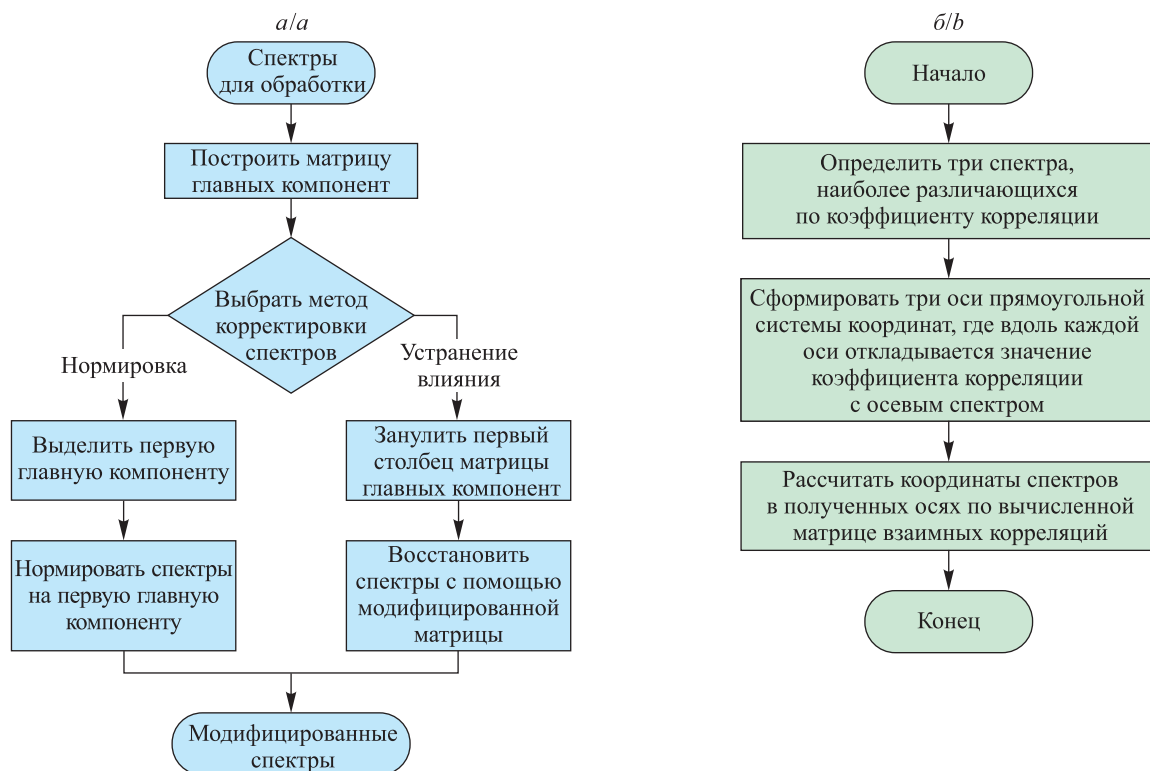 а/a
Спектры
для обработки
Построить матрицу
главных компонент
Выбрать метод
корректировки
спектров
Нормировка
Устранение
влияния
Выделить первую
главную компоненту
Занулить первый
столбец матрицы
главных компонент
Нормировать спектры
на первую главную
компоненту
Восстановить
спектры с помощью
модифицированной
матрицы
Модифицированные
спектры
б/b
Начало
Определить три спектра,
наиболее различающихся
по коэффициенту корреляции
Сформировать три оси прямоугольной
системы координат, где вдоль каждой
оси откладывается значение
коэффициента корреляции
с осевым спектром
Рассчитать координаты спектров
в полученных осях по вычисленной
матрице взаимных корреляций
Конец